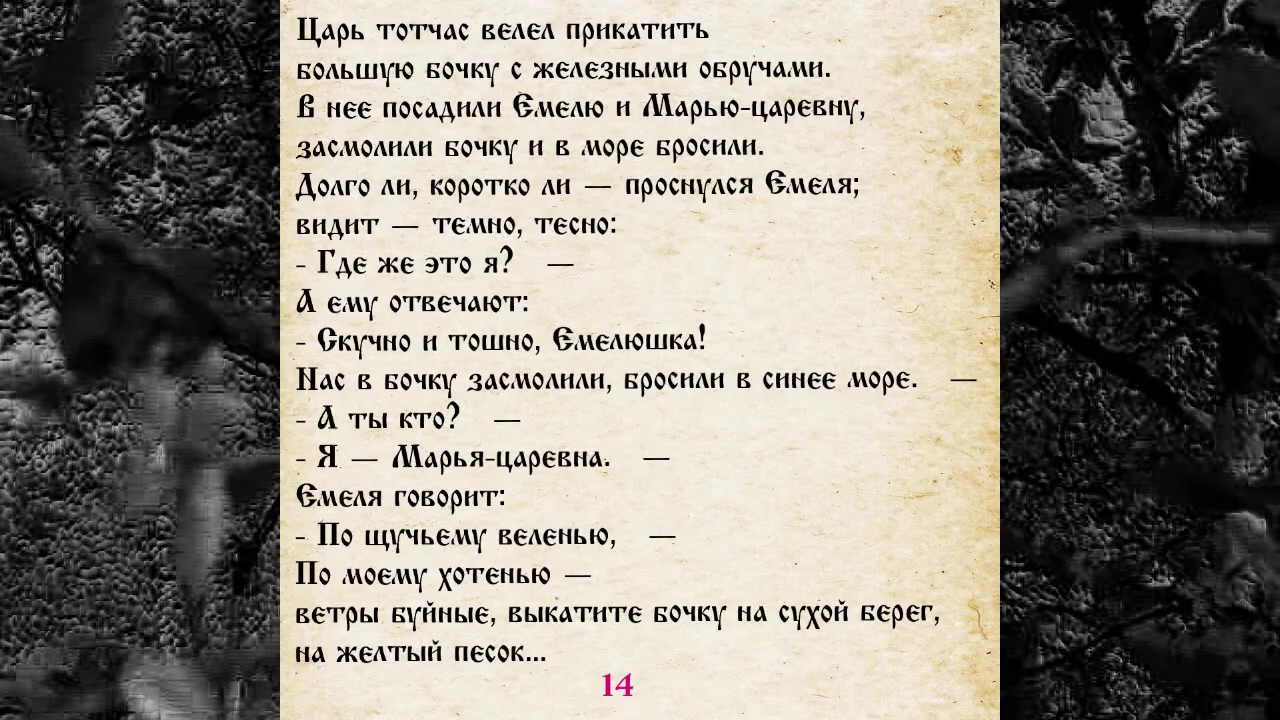 Царь тотчас велел прикатить
большую бочку с железными обручами.
В нее посадили Емелю и Марью-царевну,
засмолили бочку и в море бросили.
Долго ли, коротко ли — проснулся Емеля;
видит — темно, тесно:
- Где же это я? —
А ему отвечают:
- Скучно и тошно, Емелюшка!
Нас в бочку засмолили, бросили в синее море. —
- А ты кто? —
- Я — Марья-царевна. —
Емеля говорит:
- По щучьему веленью, —
По моему хотенью —
ветры буйные, выкатите бочку на сухой берег,
на желтый песок...
14